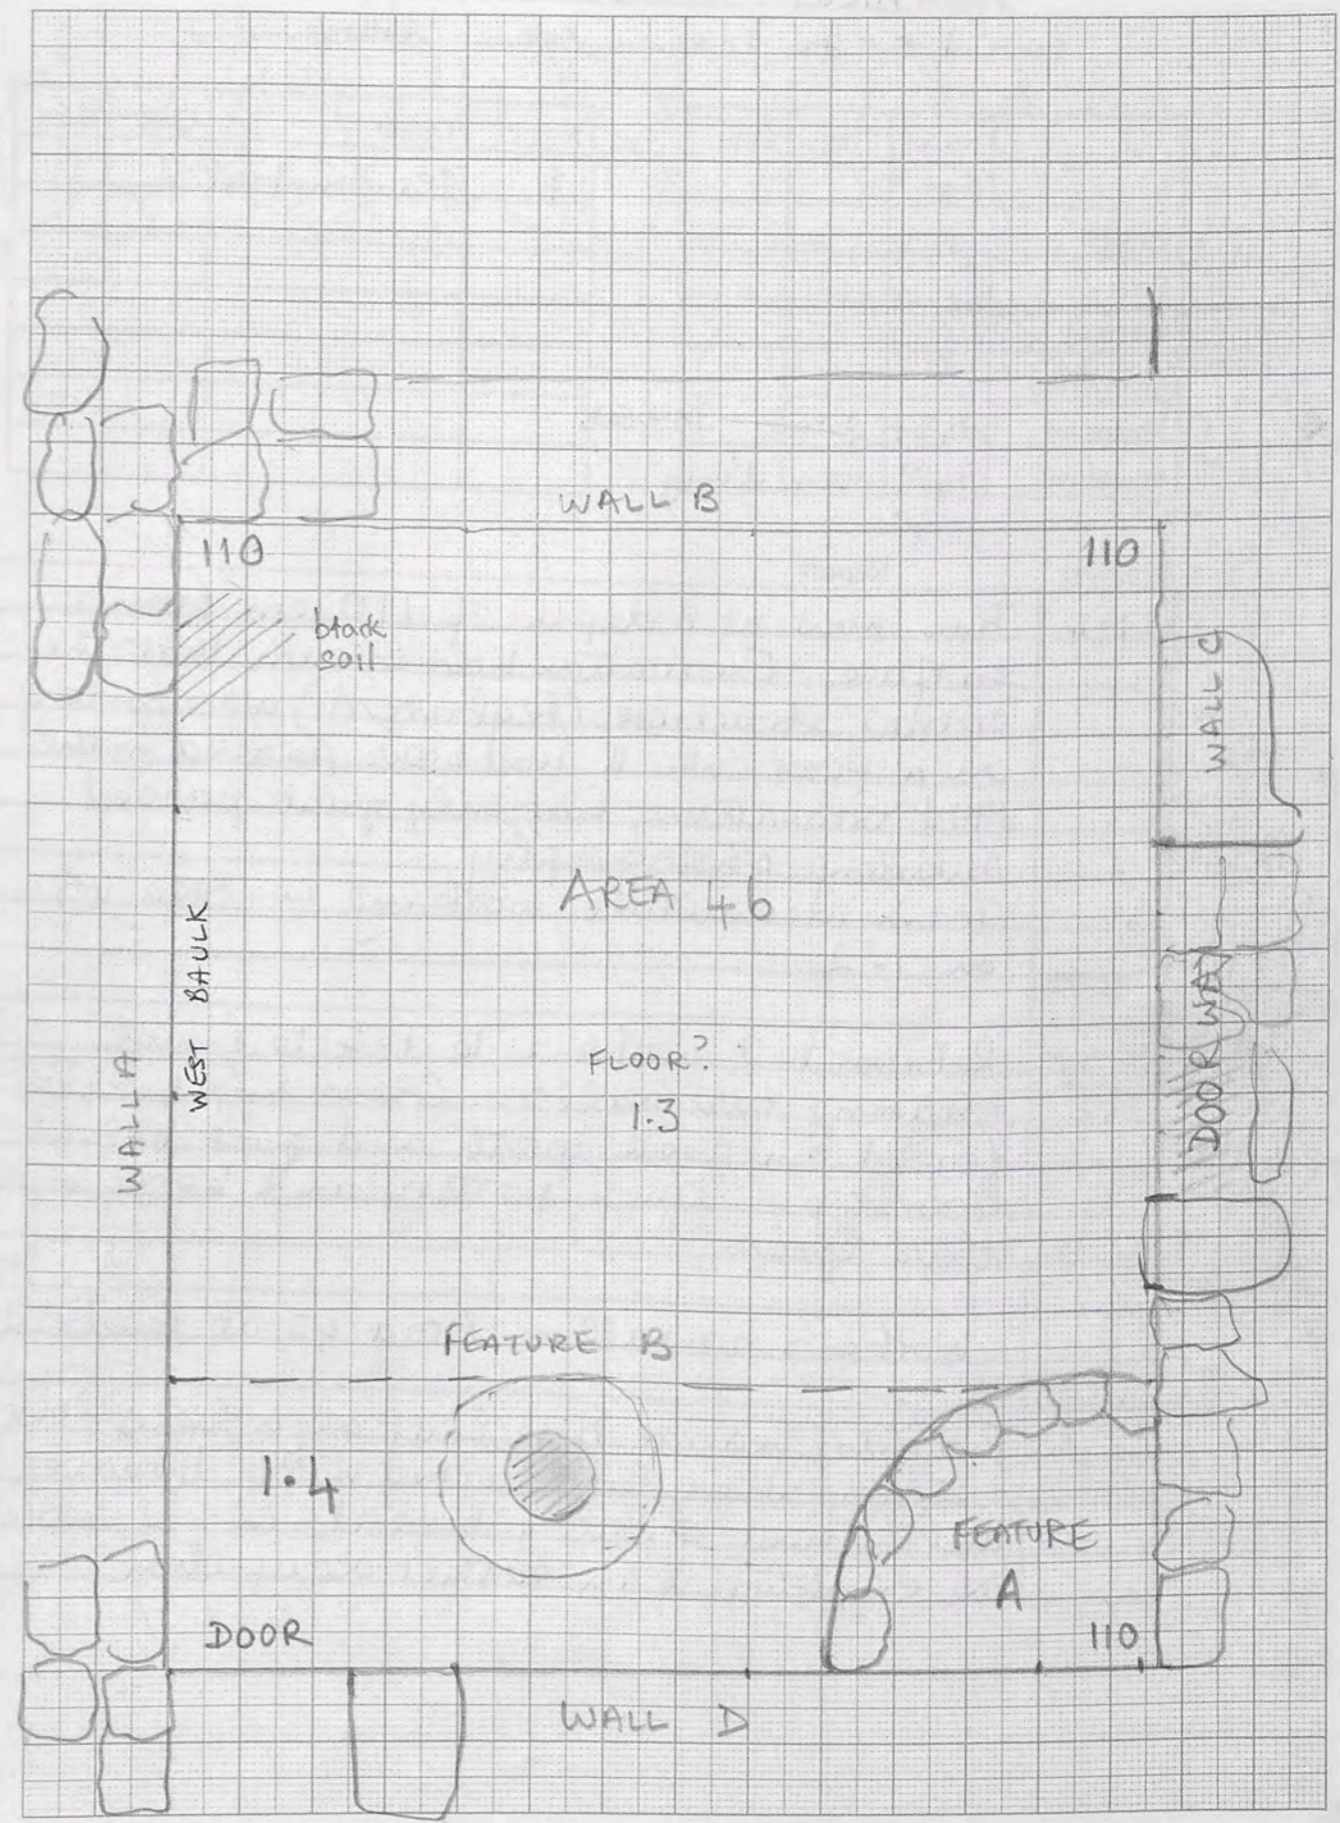 WALL B
110
110
black
soil
WALL C
AREA 46
WEST BAULK
WALL A
DOORWAY
FLOOR?
1.3
FEATURE B
1.4
FEATURE
A
DOOR
110
WALL D